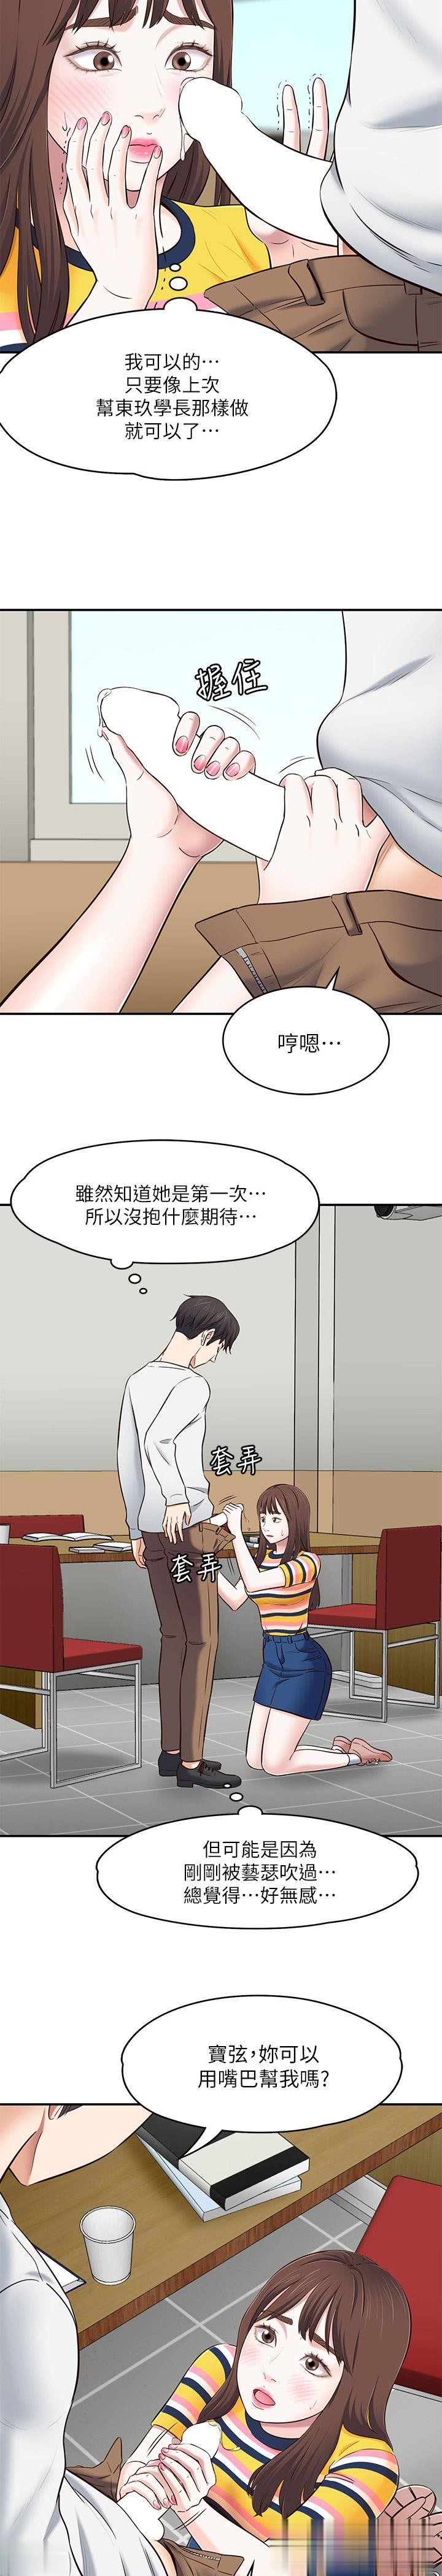 我可以的…
只要像上次
幫東玖學長那樣做
就可以了…
握住
哼嗯…
雖然知道她是第一次…
所以沒抱什麼期待…
套弄
套弄
但可能是因為
剛剛被藝瑟吹過…
總覺得…好無感…
寶弦,妳可以
用嘴巴幫我嗎?